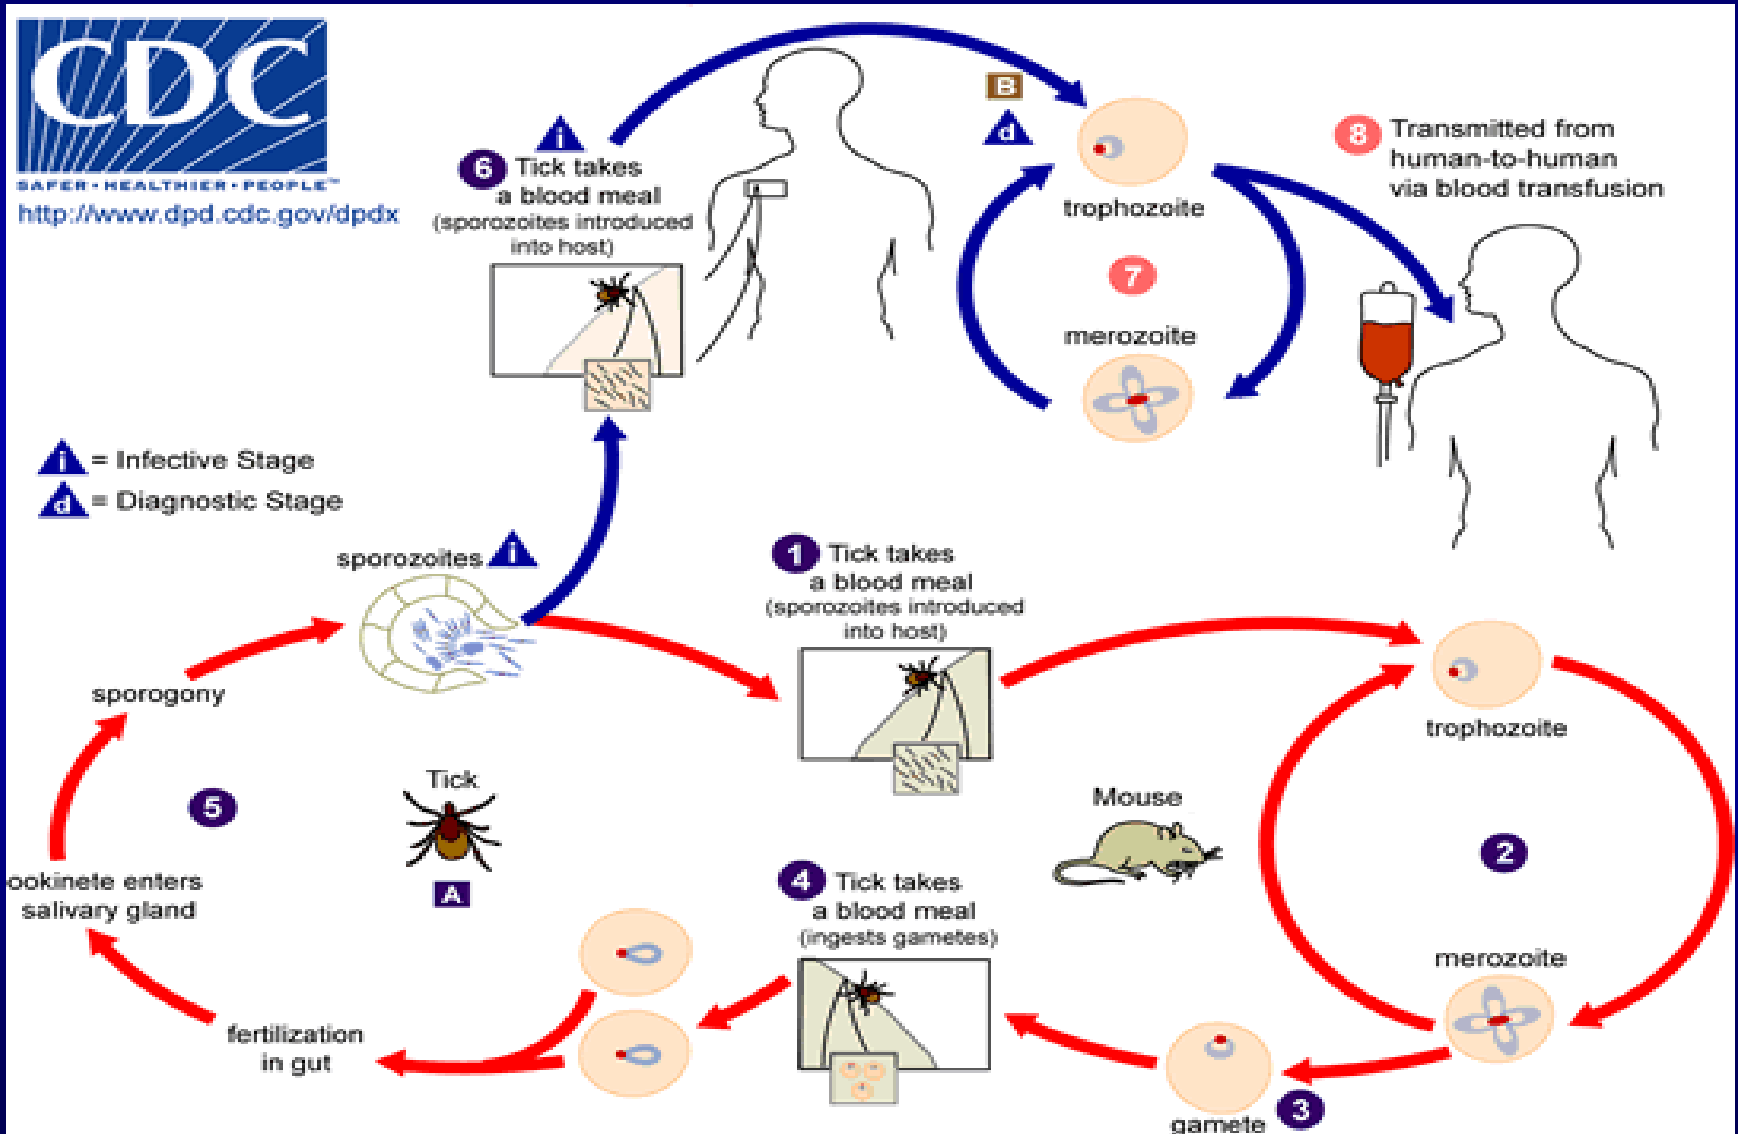 CDC
SAFER • HEALTHIER • PEOPLE™
http://www.dpd.cdc.gov/dpdx
i
6 Tick takes
a blood meal
(sporozoites introduced
into host)
B
d
trophozoite
7
merozoite
8 Transmitted from
human-to-human
via blood transfusion
i = Infective Stage
d = Diagnostic Stage
sporozoites i
1 Tick takes
a blood meal
(sporozoites introduced
into host)
trophozoite
sporogony
5
Tick
A
Mouse
2
ookinete enters
salivary gland
4 Tick takes
a blood meal
(ingests gametes)
merozoite
fertilization
in gut
gamete 3